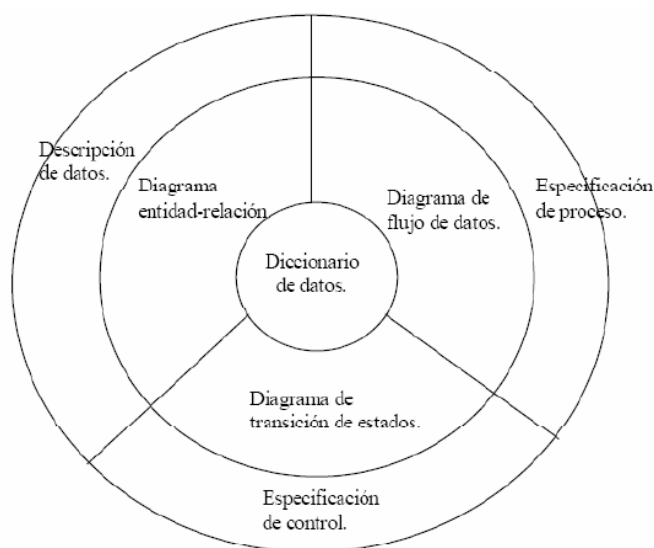 Descripción
de datos.
Diagrama
entidad-relación
Diagrama de
flujo de datos.
Especificación
de proceso.
Diccionario
de datos.
Diagrama de
transición de estados.
Especificación
de control.